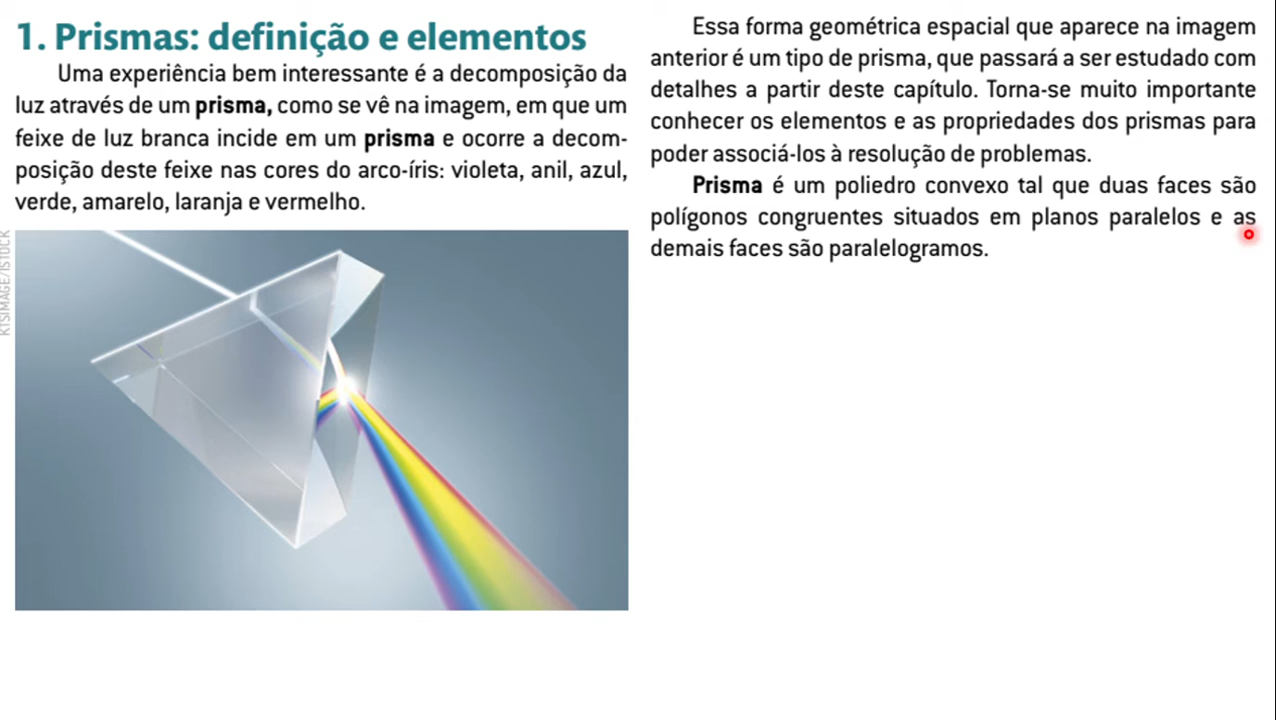 1. Prismas: definição e elementos
Uma experiência bem interessante é a decomposição da
luz através de um prisma, como se vê na imagem, em que um
feixe de luz branca incide em um prisma e ocorre a decom-
posição deste feixe nas cores do arco-íris: violeta, anil, azul,
verde, amarelo, laranja e vermelho.
KTSIMAGE/ISTOCK
Essa forma geométrica espacial que aparece na imagem
anterior é um tipo de prisma, que passará a ser estudado com
detalhes a partir deste capítulo. Torna-se muito importante
conhecer os elementos e as propriedades dos prismas para
poder associá-los à resolução de problemas.
Prisma é um poliedro convexo tal que duas faces são
polígonos congruentes situados em planos paralelos e as
demais faces são paralelogramos.